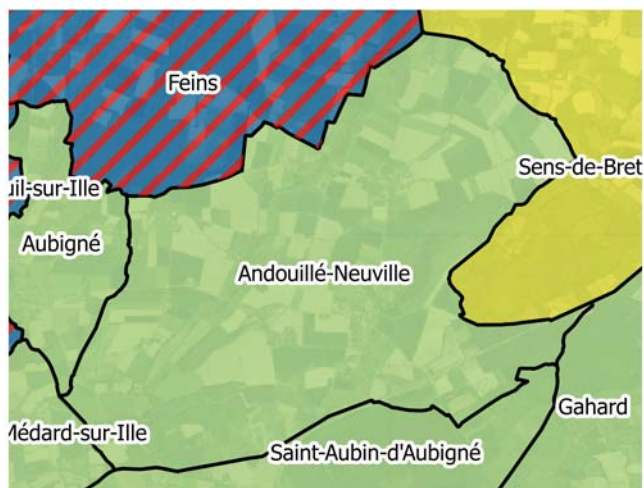 Feins
Sens-de-Bret
uil-sur-Ille
Aubigné
Andouillé-Neuville
Gahard
Médard-sur-Ille
Saint-Aubin-d'Aubigné